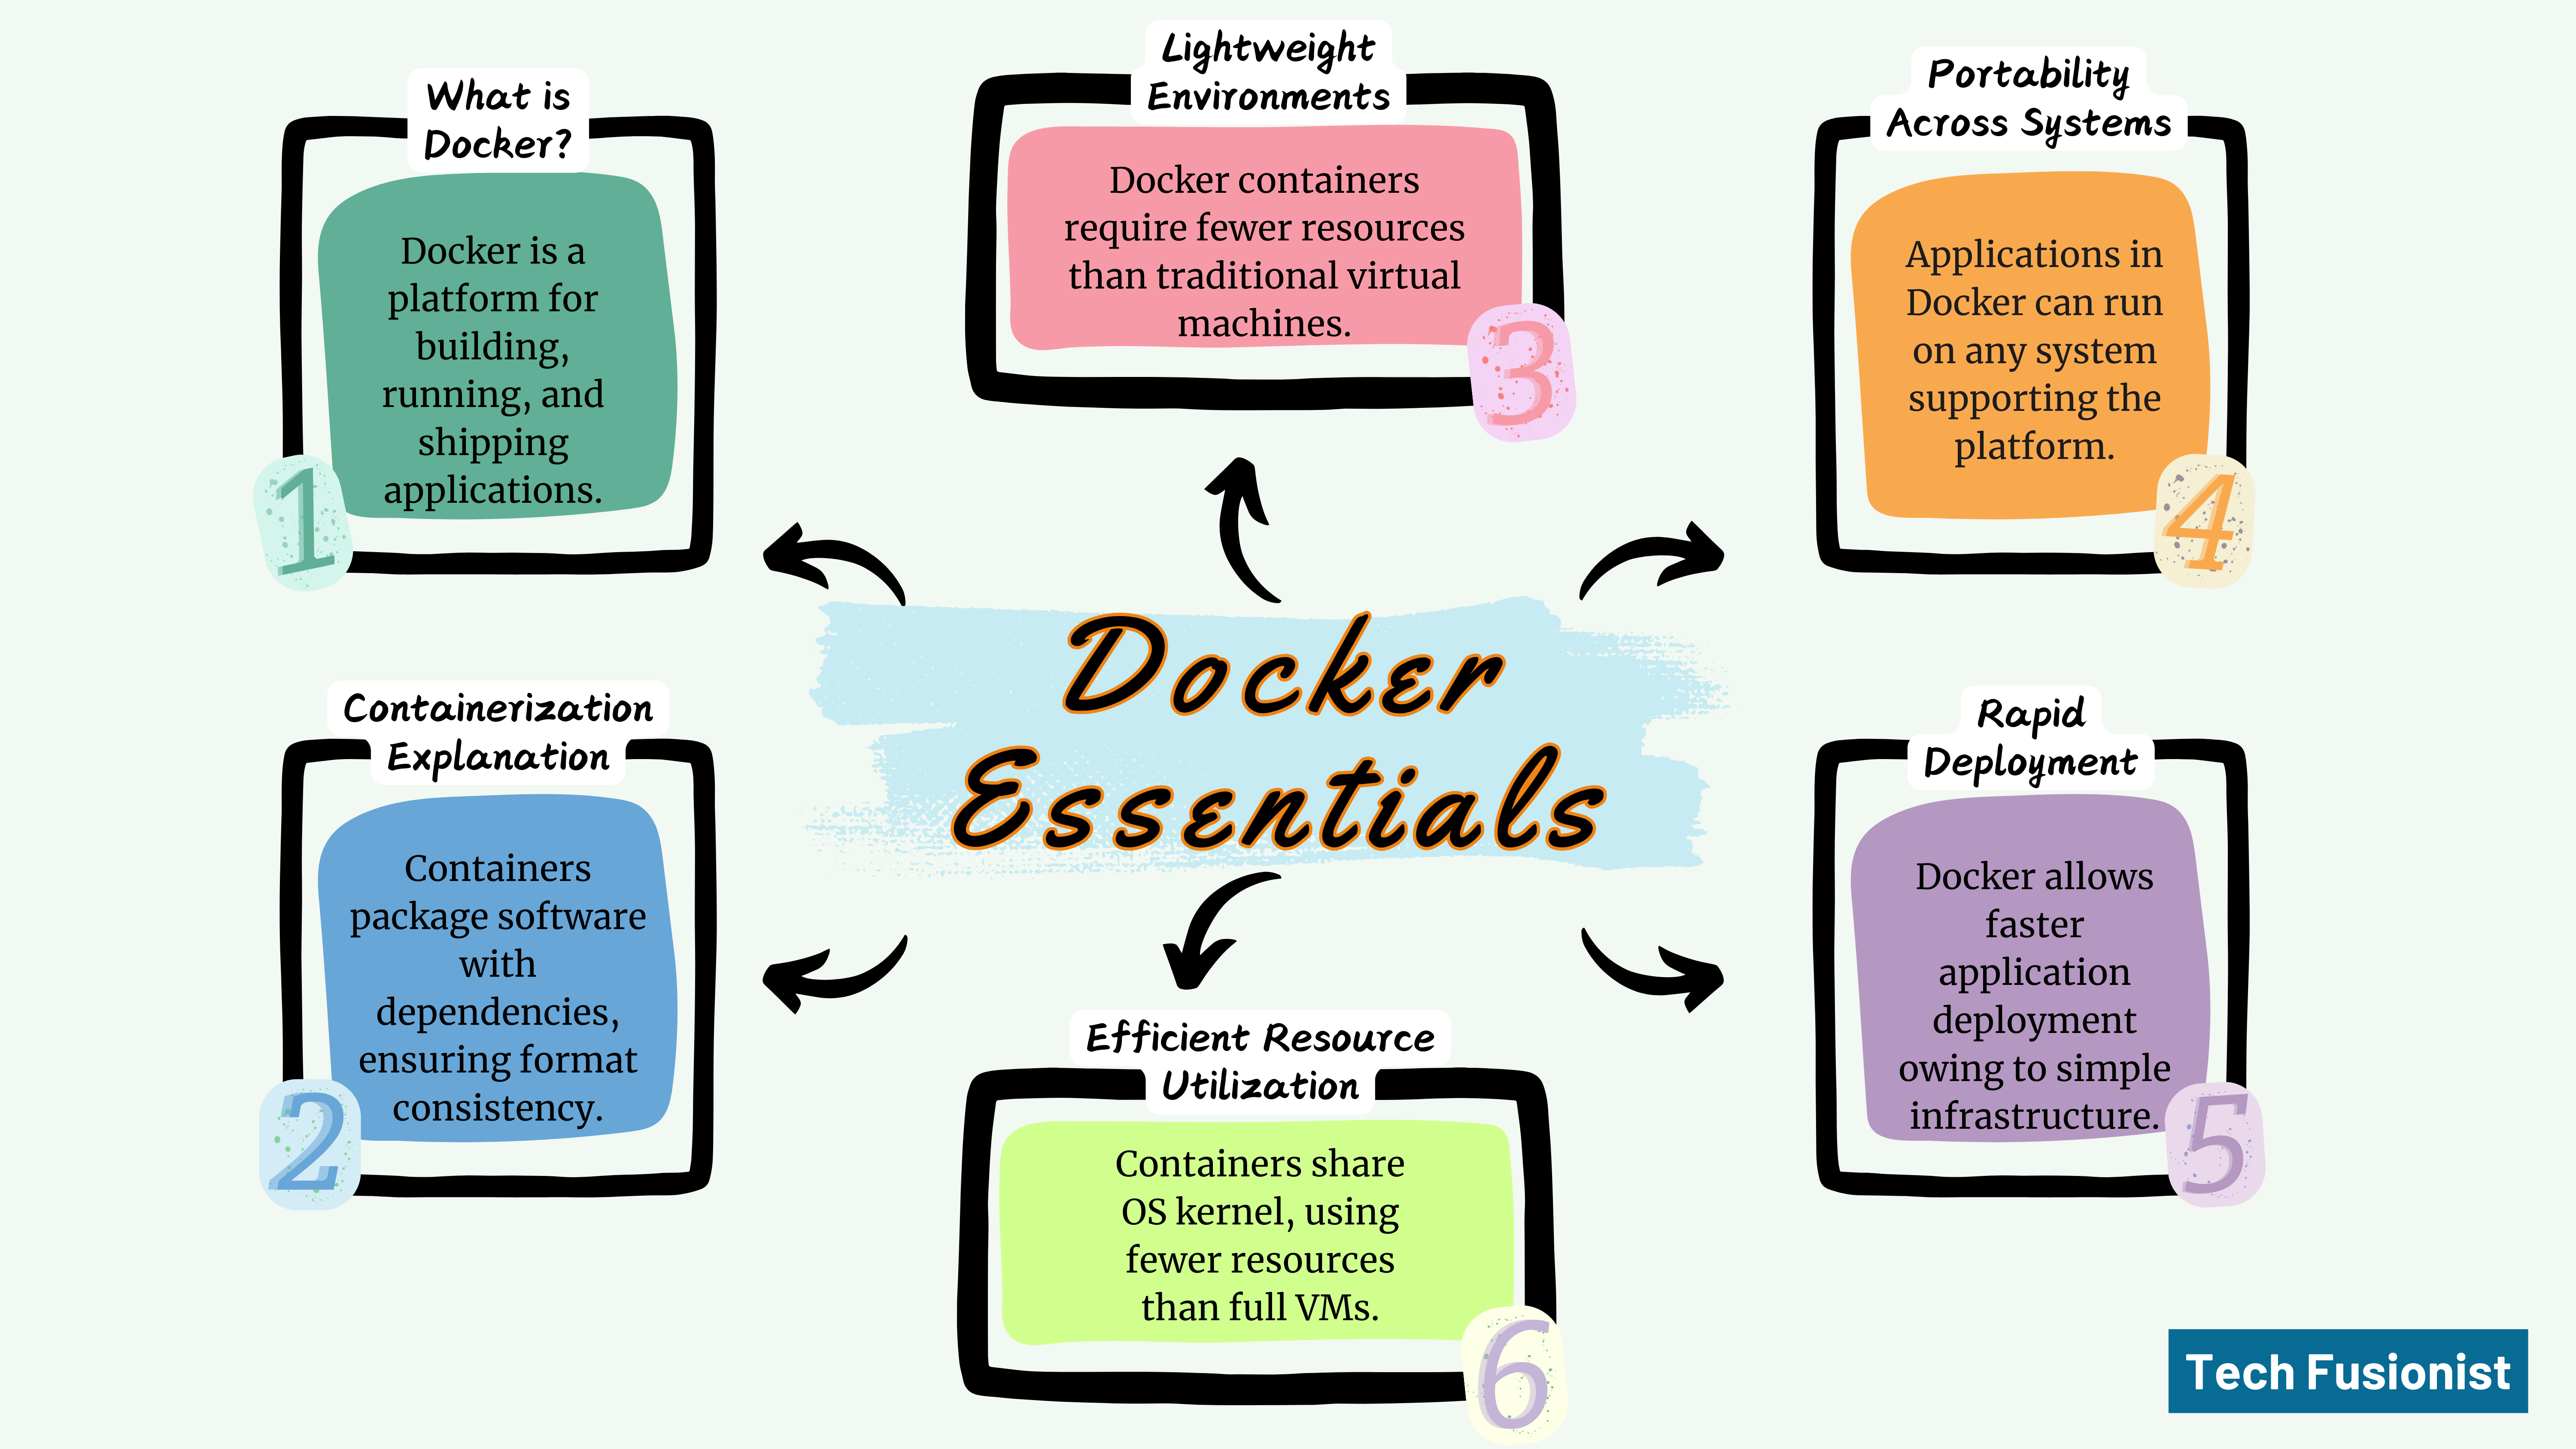 Docker
Essentials
What is
Docker?
Docker is a
platform for
building,
running, and
shipping
applications.
1
Containerization
Explanation
Containers
package software
with
dependencies,
ensuring format
consistency.
2
Lightweight
Environments
Docker containers
require fewer resources
than traditional virtual
machines.
3
Portability
Across Systems
Applications in
Docker can run
on any system
supporting the
platform.
4
Rapid
Deployment
Docker allows
faster
application
deployment
owing to simple
infrastructure.
5
Efficient Resource
Utilization
Containers share
OS kernel, using
fewer resources
than full VMs.
6
Tech Fusionist